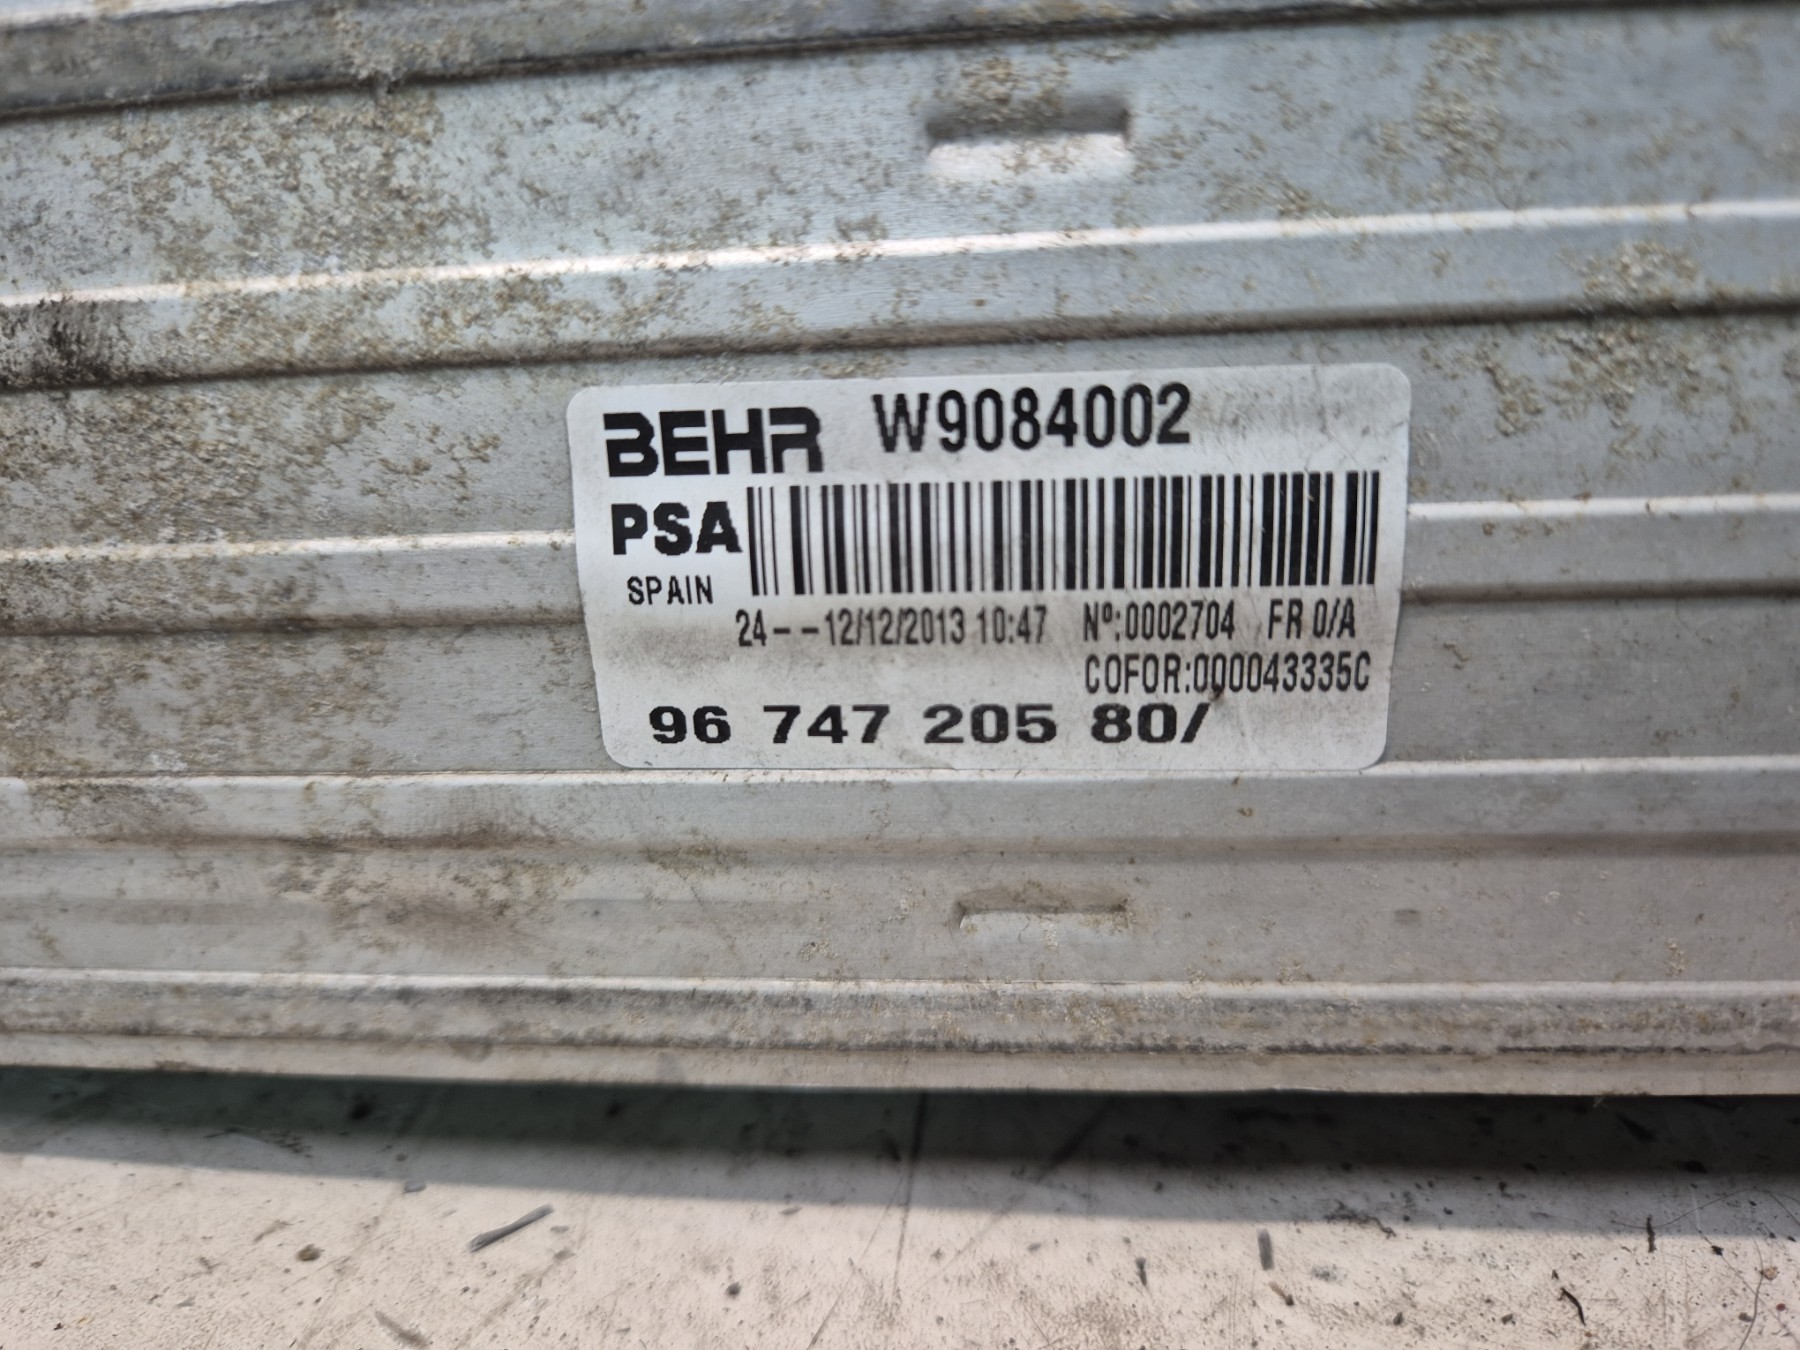 BEHR W9084002
PSA
SPAIN
24- -12/12/2013 10:47 Nº:0002704 FR 0/A
COFOR:000043335C
96 747 205 80/